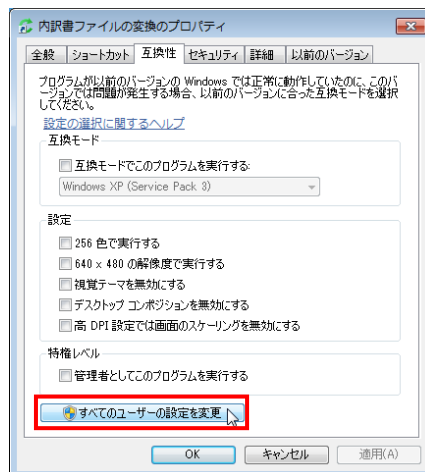 内訳書ファイルの変換のプロパティ
全般 ショートカット 互換性 セキュリティ 詳細 以前のバージョン
プログラムが以前のバージョンの Windows では正常に動作していたのに、このバ
ージョンでは問題が発生する場合、以前のバージョンに合った互換モードを選択
してください。
設定の選択に関するヘルプ
互換モード
互換モードでこのプログラムを実行する:
Windows XP (Service Pack 3)
設定
256 色で実行する
640 × 480 の解像度で実行する
視覚テーマを無効にする
デスクトップ コンポジションを無効にする
高 DPI 設定では画面のスケーリングを無効にする
特権レベル
管理者としてこのプログラムを実行する
すべてのユーザーの設定を変更
OK キャンセル 適用(A)